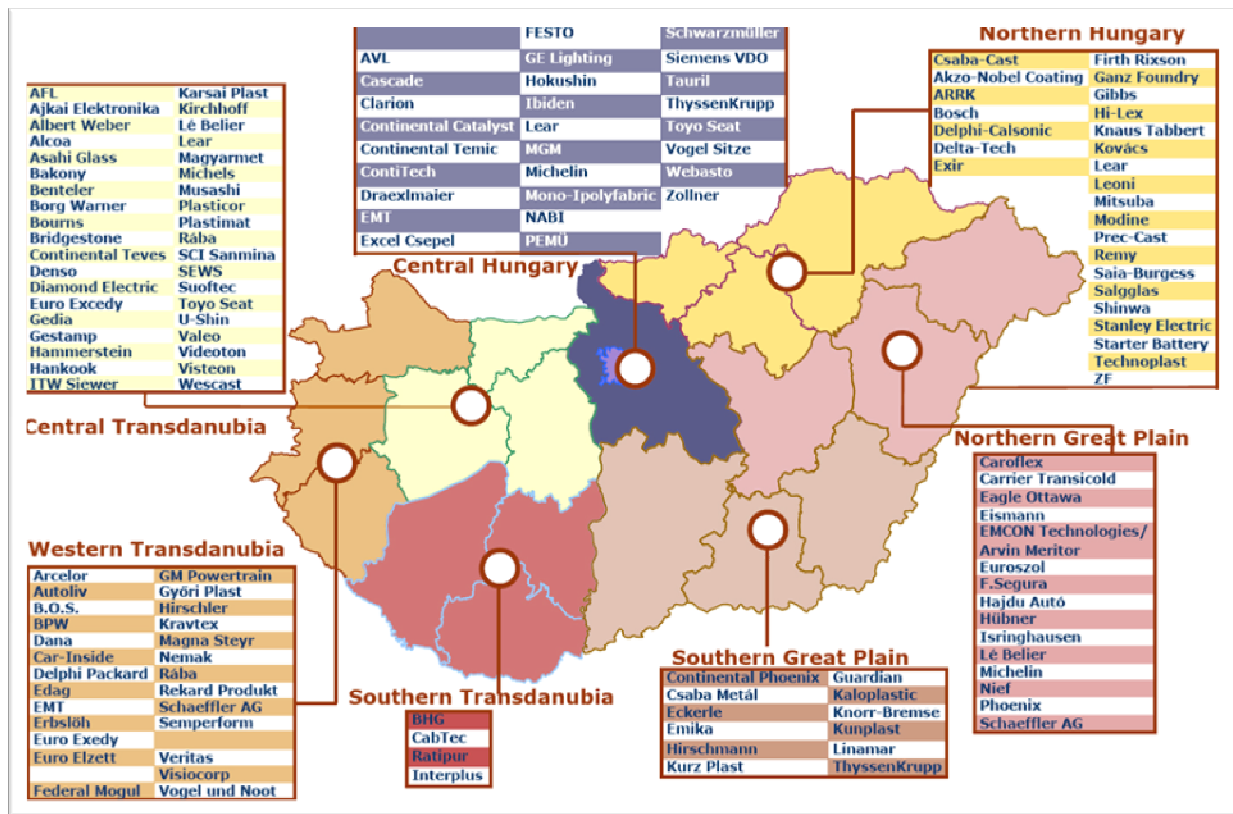 FESTO Schwarzmüller
AVL GE Lighting Siemens VDO
Cascade Hokushin Tauril
Clarion Ibiden ThyssenKrupp
Continental Catalyst Lear Toyo Seat
Continental Temic MGM Vogel Sitze
ContiTech Michelin Webasto
Draexlmaier Mono-Ipolyfabric Zollner
EMT NABI
Excel Csepel PEMÜ
Central Hungary
Northern Hungary
Csaba-Cast Firth Rixson
Akzo-Nobel Coating Ganz Foundry
ARRK Gibbs
Bosch Hi-Lex
Delphi-Calsonic Knaus Tabbert
Delta-Tech Kovács
Exir Lear
Leoni
Mitsuba
Modine
Prec-Cast
Remy
Saia-Burgess
Salgglas
Shinwa
Stanley Electric
Starter Battery
Technoplast
ZF
AFL Karsai Plast
Ajkai Elektronika Kirchhoff
Albert Weber Lé Belier
Alcoa Lear
Asahi Glass Magyarmet
Bakony Michels
Benteler Musashi
Borg Warner Plasticor
Bourns Plastimat
Bridgestone Rába
Continental Teves SCI Sanmina
Denso SEWS
Diamond Electric Suoftec
Euro Excedy Toyo Seat
Gedia U-Shin
Gestamp Valeo
Hammerstein Videoton
Hankook Visteon
ITW Siewer Wescast
Central Transdanubia
Northern Great Plain
Caroflex
Carrier Transicold
Eagle Ottawa
Eismann
EMCON Technologies/
Arvin Meritor
Euroszol
F.Segura
Hajdu Autó
Hübner
Isringhausen
Lé Belier
Michelin
Nief
Phoenix
Schaeffler AG
Western Transdanubia
Arcelor GM Powertrain
Autoliv Győri Plast
B.O.S. Hirschler
BPW Kravtex
Dana Magna Steyr
Car-Inside Nemak
Delphi Packard Rába
Edag Rekard Produkt
EMT Schaeffler AG
Erbslöh Semperform
Euro Exedy
Euro Elzett Veritas
Visiocorp
Federal Mogul Vogel und Noot
Southern Transdanubia
BHG
CabTec
Ratipur
Interplus
Southern Great Plain
Continental Phoenix Guardian
Csaba Metál Kaloplastic
Eckerle Knorr-Bremse
Emika Kunplast
Hirschmann Linamar
Kurz Plast ThyssenKrupp